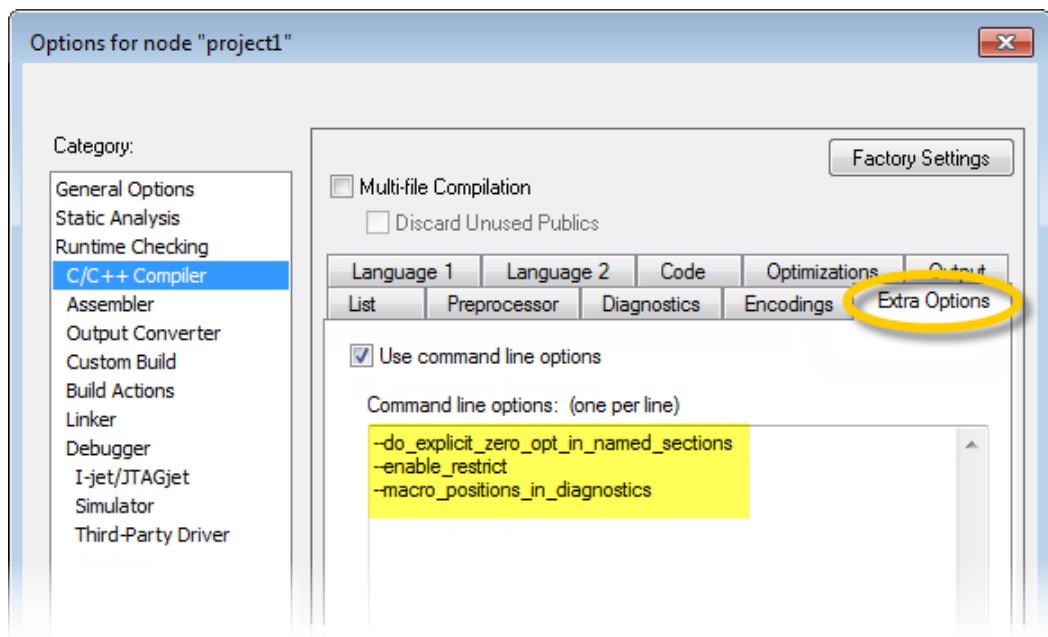 Options for node "project1"
Category:
General Options
Static Analysis
Runtime Checking
C/C++ Compiler
Assembler
Output Converter
Custom Build
Build Actions
Linker
Debugger
I-jet/JTAGjet
Simulator
Third-Party Driver
Factory Settings
Multi-file Compilation
Discard Unused Publics
Language 1 Language 2 Code Optimizations Output
List Preprocessor Diagnostics Encodings Extra Options
Use command line options
Command line options: (one per line)
--do_explicit_zero_opt_in_named_sections
--enable_restrict
--macro_positions_in_diagnostics